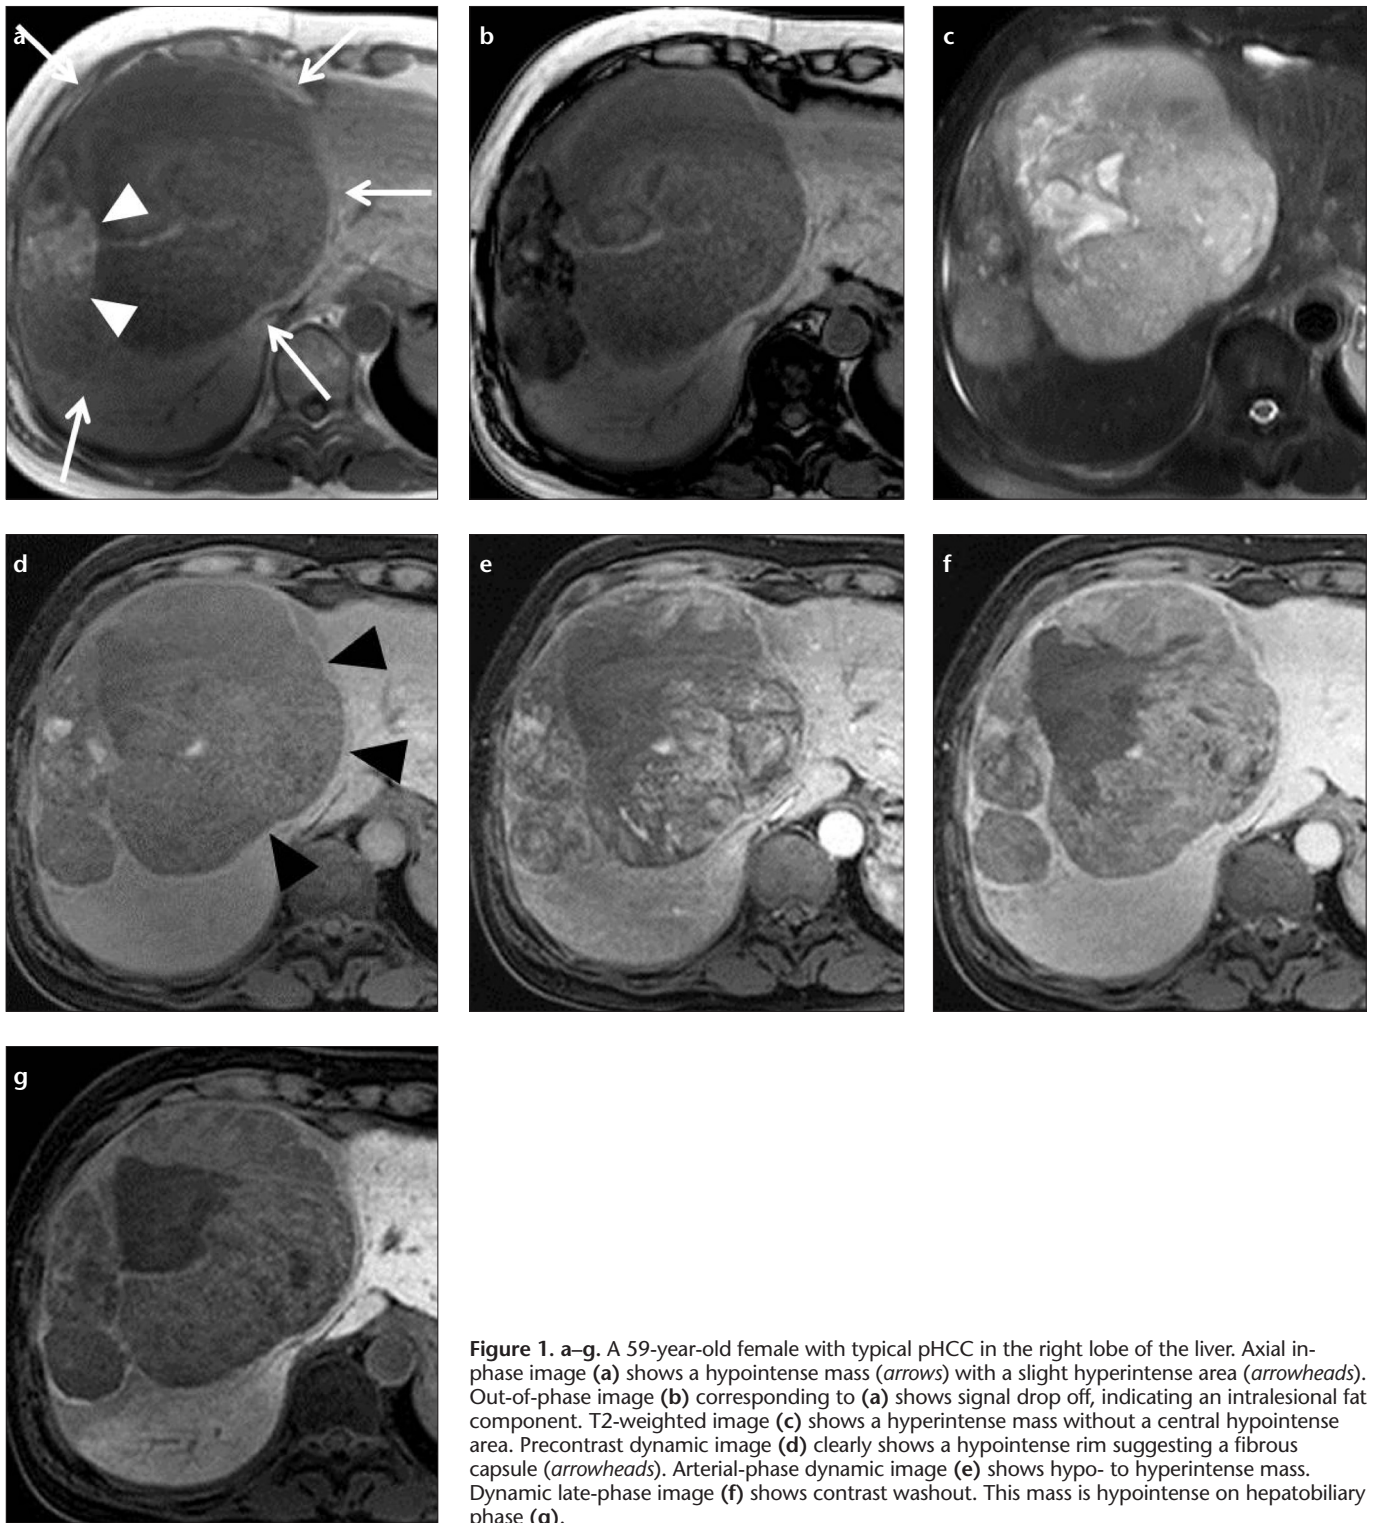 a
b
c
d
e
f
g
Figure 1. a–g. A 59-year-old female with typical pHCC in the right lobe of the liver. Axial in-
phase image (a) shows a hypointense mass (arrows) with a slight hyperintense area (arrowheads).
Out-of-phase image (b) corresponding to (a) shows signal drop off, indicating an intralesional fat
component. T2-weighted image (c) shows a hyperintense mass without a central hypointense
area. Precontrast dynamic image (d) clearly shows a hypointense rim suggesting a fibrous
capsule (arrowheads). Arterial-phase dynamic image (e) shows hypo- to hyperintense mass.
Dynamic late-phase image (f) shows contrast washout. This mass is hypointense on hepatobiliary
phase (g).